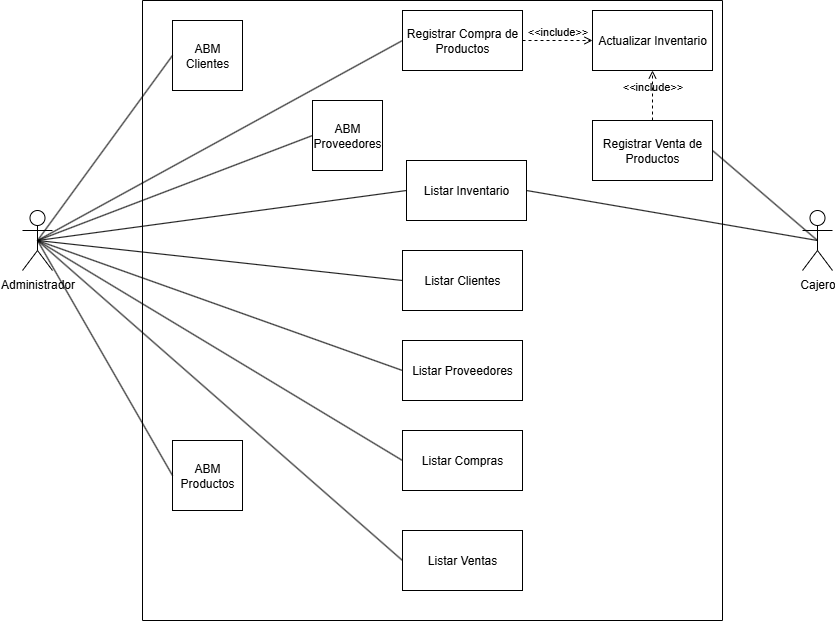 ABM
Clientes
Registrar Compra de
Productos
<<include>>
Actualizar Inventario
<<include>>
ABM
Proveedores
Registrar Venta de
Productos
Listar Inventario
Administrador
Cajero
Listar Clientes
Listar Proveedores
Listar Compras
ABM
Productos
Listar Ventas